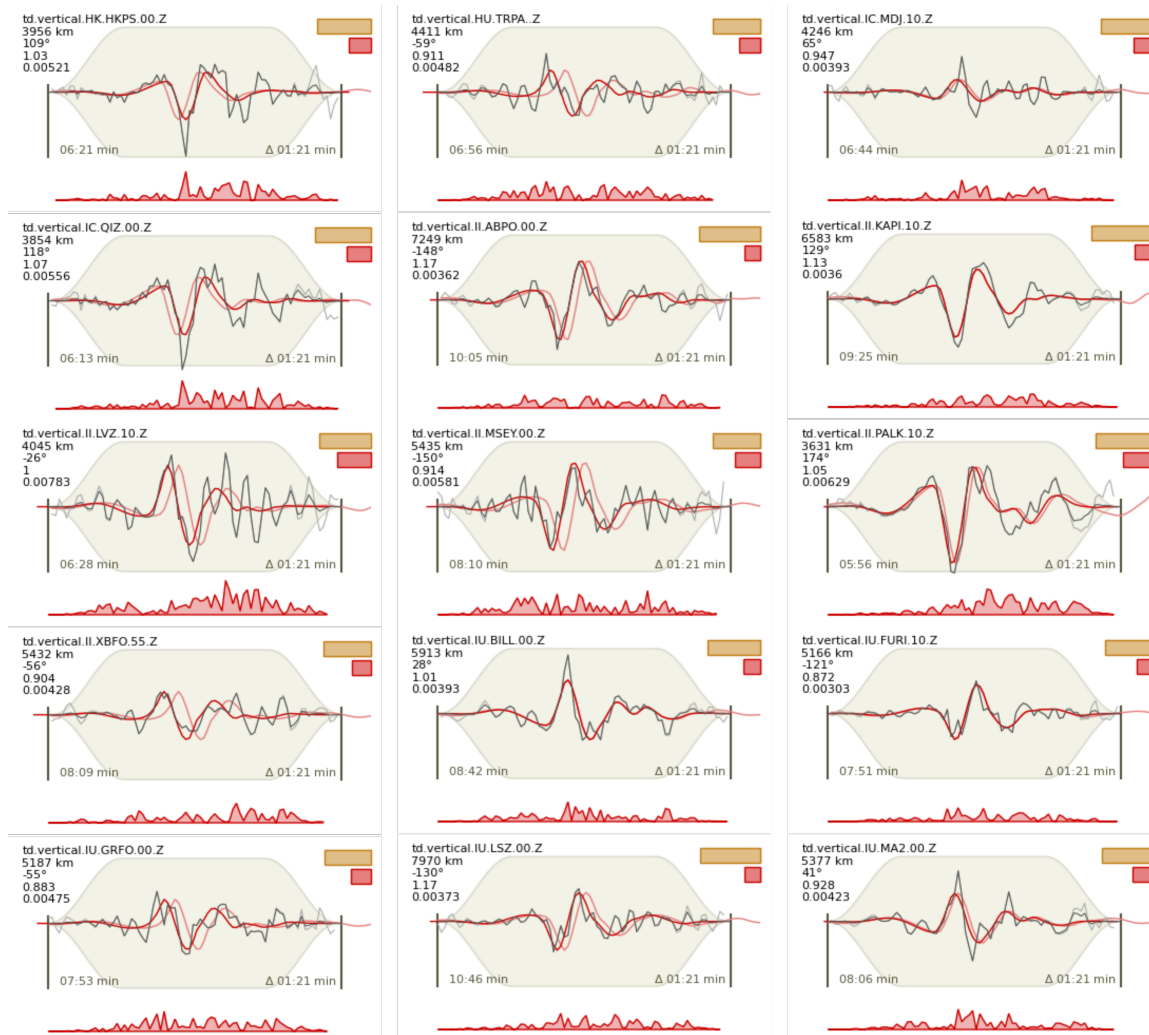 td.vertical.HK.HKPS.00.Z
3956 km
109°
1.03
0.00521
06:21 min
Δ 01:21 min
td.vertical.HU.TRPA..Z
4411 km
-59°
0.911
0.00482
06:56 min
Δ 01:21 min
td.vertical.IC.MDJ.10.Z
4246 km
65°
0.947
0.00393
06:44 min
Δ 01:21 min
td.vertical.IC.QIZ.00.Z
3854 km
118°
1.07
0.00556
06:13 min
Δ 01:21 min
td.vertical.II.ABPO.00.Z
7249 km
-148°
1.17
0.00362
10:05 min
Δ 01:21 min
td.vertical.II.KAPI.10.Z
6583 km
129°
1.13
0.0036
09:25 min
Δ 01:21 min
td.vertical.II.LVZ.10.Z
4045 km
-26°
1
0.00783
06:28 min
Δ 01:21 min
td.vertical.II.MSEY.00.Z
5435 km
-150°
0.914
0.00581
08:10 min
Δ 01:21 min
td.vertical.II.PALK.10.Z
3631 km
174°
1.05
0.00629
05:56 min
Δ 01:21 min
td.vertical.II.XBFO.55.Z
5432 km
-56°
0.904
0.00428
08:09 min
Δ 01:21 min
td.vertical.IU.BILL.00.Z
5913 km
28°
1.01
0.00393
08:42 min
Δ 01:21 min
td.vertical.IU.FURI.10.Z
5166 km
-121°
0.872
0.00303
07:51 min
Δ 01:21 min
td.vertical.IU.GRFO.00.Z
5187 km
-55°
0.883
0.00475
07:53 min
Δ 01:21 min
td.vertical.IU.LSZ.00.Z
7970 km
-130°
1.17
0.00373
10:46 min
Δ 01:21 min
td.vertical.IU.MA2.00.Z
5377 km
41°
0.928
0.00423
08:06 min
Δ 01:21 min